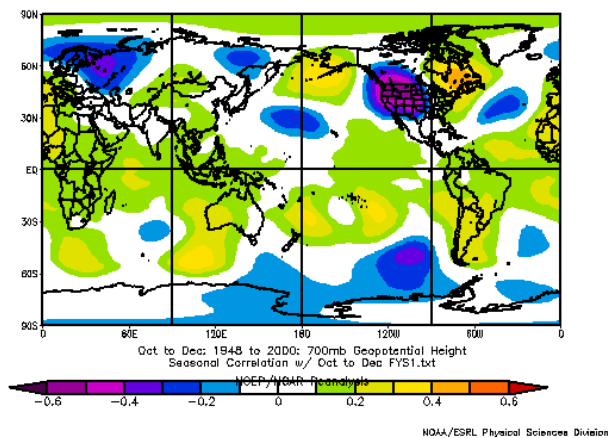 90N
60N
30N
EQ
30S
60S
90S
0 60E 120E 180 120W 60W 0
Oct to Dec: 1948 to 2000: 700mb Geopotential Height
Seasonal Correlation w/ Oct to Dec FYS1.txt
NCEP/NCAR Reanalysis
-0.6 -0.4 -0.2 0 0.2 0.4 0.6
NOAA/ESRL Physical Sciences Division